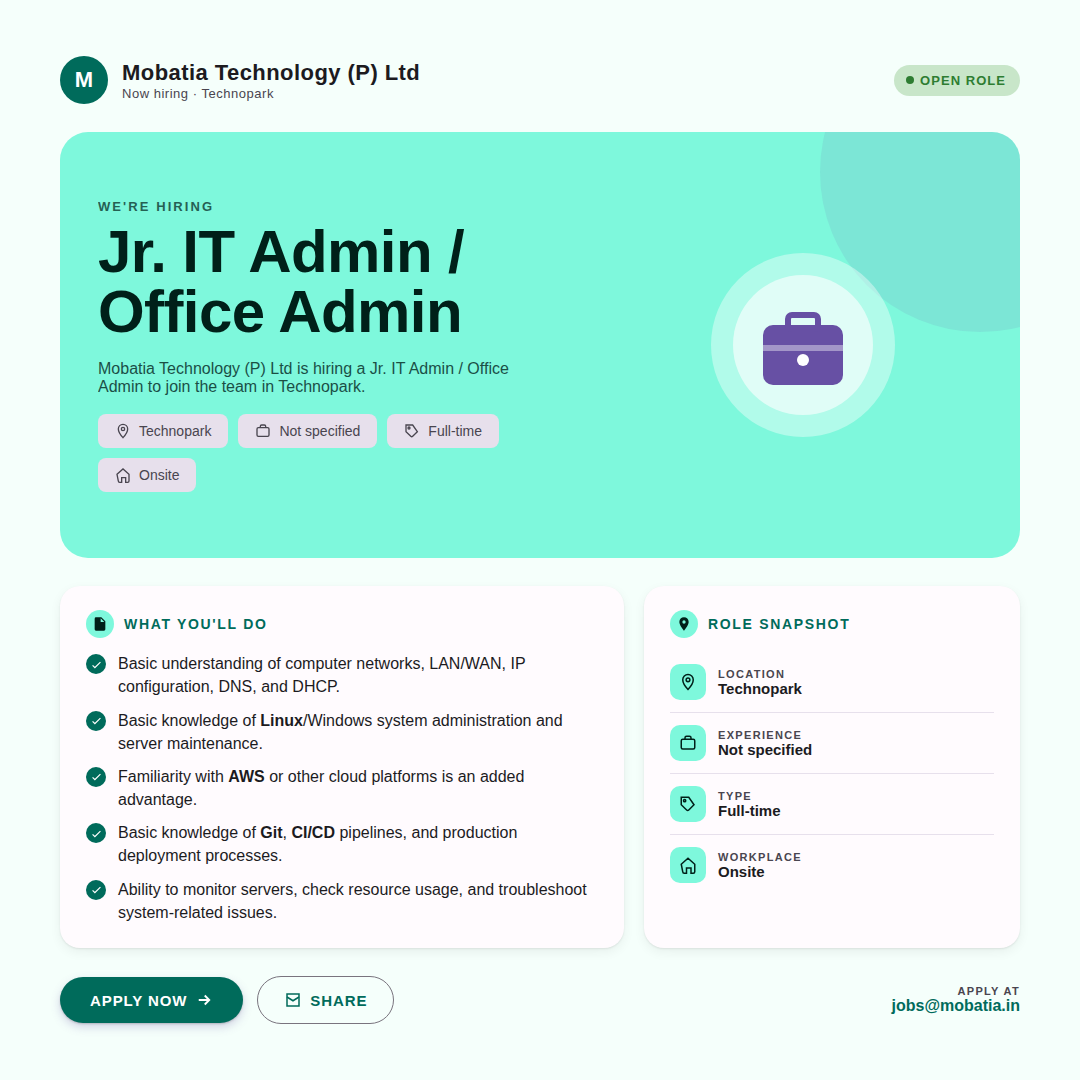 M
Mobatia Technology (P) Ltd
Now hiring · Technopark
OPEN ROLE
WE'RE HIRING
Jr. IT Admin /
Office Admin
Mobatia Technology (P) Ltd is hiring a Jr. IT Admin / Office
Admin to join the team in Technopark.
Technopark
Not specified
Full-time
Onsite
WHAT YOU'LL DO
Basic understanding of computer networks, LAN/WAN, IP
configuration, DNS, and DHCP.
Basic knowledge of Linux/Windows system administration and
server maintenance.
Familiarity with AWS or other cloud platforms is an added
advantage.
Basic knowledge of Git, CI/CD pipelines, and production
deployment processes.
Ability to monitor servers, check resource usage, and troubleshoot
system-related issues.
ROLE SNAPSHOT
LOCATION
Technopark
EXPERIENCE
Not specified
TYPE
Full-time
WORKPLACE
Onsite
APPLY NOW
SHARE
APPLY AT
jobs@mobatia.in